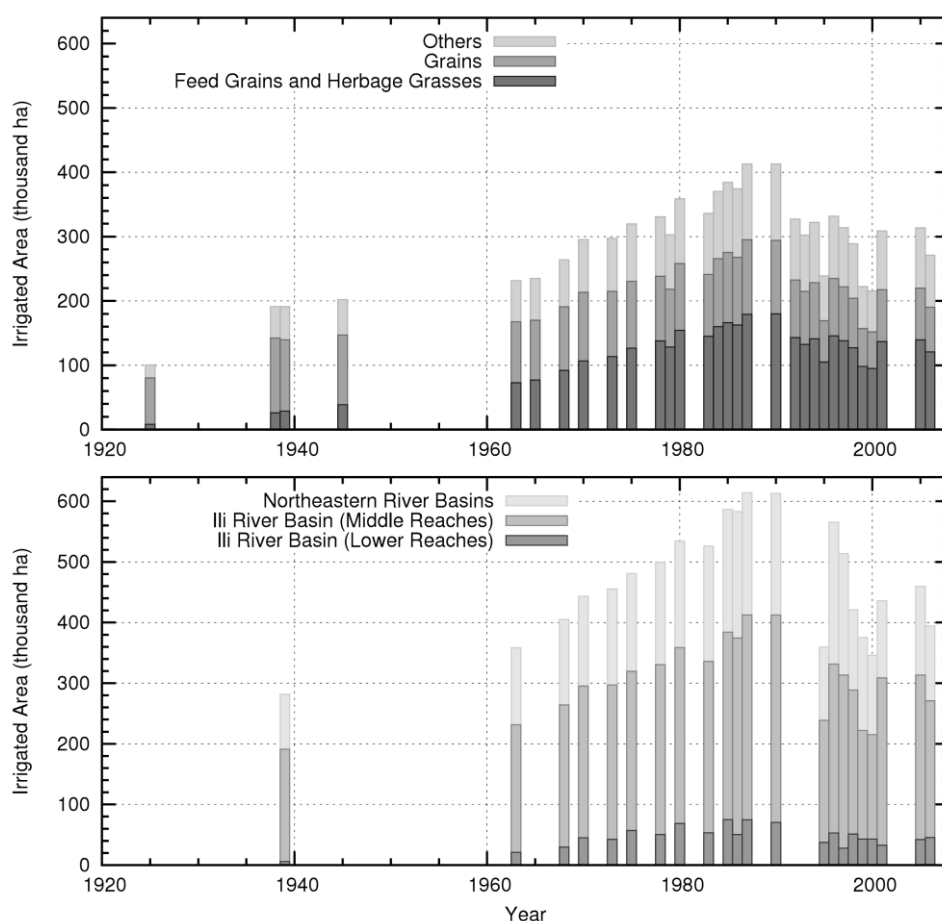 600
500
400
300
200
100
0
Irrigated Area (thousand ha)
Others
Grains
Feed Grains and Herbage Grasses
1920 1940 1960 1980 2000
600
500
400
300
200
100
0
Irrigated Area (thousand ha)
Northeastern River Basins
Ili River Basin (Middle Reaches)
Ili River Basin (Lower Reaches)
1920 1940 1960 1980 2000
Year